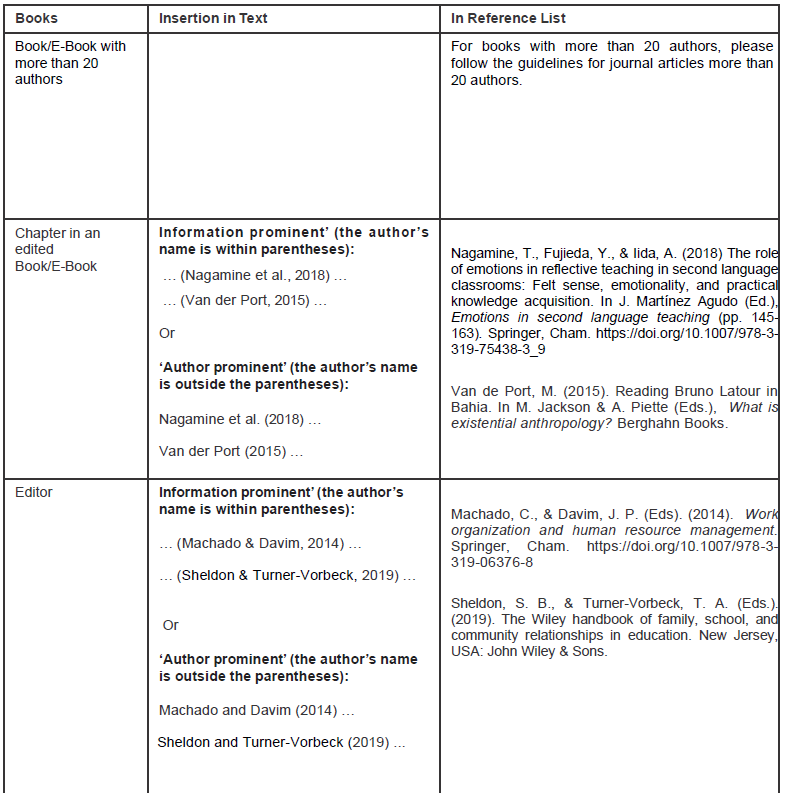 Books Insertion in Text In Reference List
Book/E-Book with
more than 20
authors
For books with more than 20 authors, please
follow the guidelines for journal articles more than
20 authors.
Chapter in an
edited
Book/E-Book
Information prominent’ (the author’s
name is within parentheses):
… (Nagamine et al., 2018) …
… (Van der Port, 2015) …
Or
‘Author prominent’ (the author’s name
is outside the parentheses):
Nagamine et al. (2018) …
Van der Port (2015) …
Nagamine, T., Fujieda, Y., & Iida, A. (2018) The role
of emotions in reflective teaching in second language
classrooms: Felt sense, emotionality, and practical
knowledge acquisition. In J. Martínez Agudo (Ed.),
Emotions in second language teaching (pp. 145-
163). Springer, Cham. https://doi.org/10.1007/978-3-
319-75438-3_9
Van de Port, M. (2015). Reading Bruno Latour in
Bahia. In M. Jackson & A. Piette (Eds.), What is
existential anthropology? Berghahn Books.
Editor
Information prominent’ (the author’s
name is within parentheses):
… (Machado & Davim, 2014) …
… (Sheldon & Turner-Vorbeck, 2019) …
Or
‘Author prominent’ (the author’s name
is outside the parentheses):
Machado and Davim (2014) …
Sheldon and Turner-Vorbeck (2019) ...
Machado, C., & Davim, J. P. (Eds). (2014). Work
organization and human resource management.
Springer, Cham. https://doi.org/10.1007/978-3-
319-06376-8
Sheldon, S. B., & Turner-Vorbeck, T. A. (Eds.).
(2019). The Wiley handbook of family, school, and
community relationships in education. New Jersey,
USA: John Wiley & Sons.